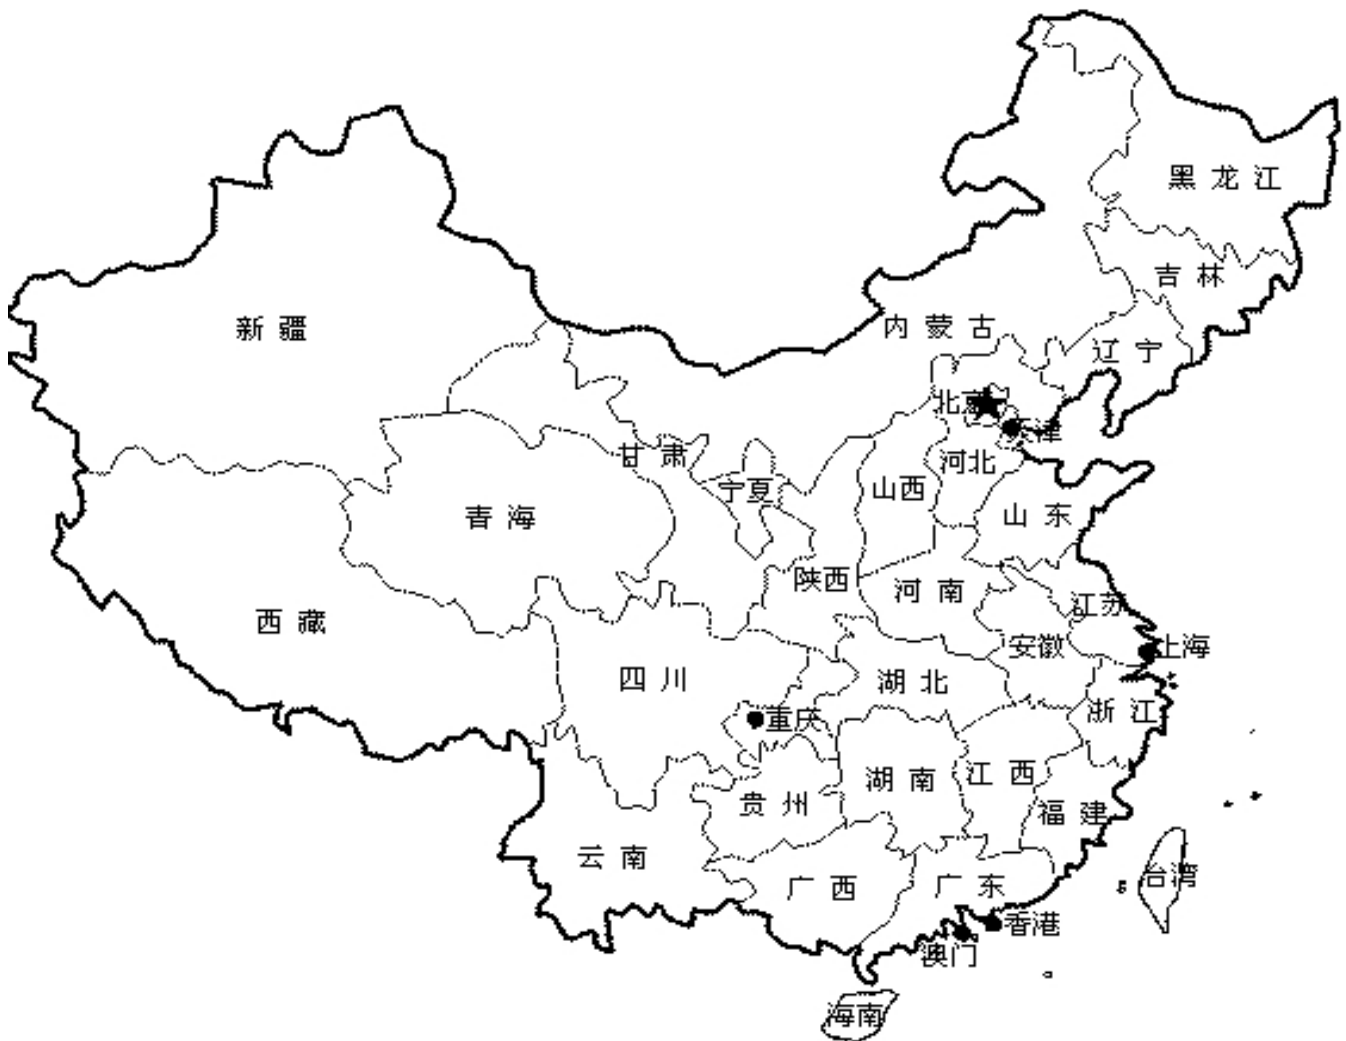 黑龙江
吉林
新疆
内蒙古
辽宁
北京
天津
甘肃
河北
宁夏
山西
青海
山东
陕西
河南
江苏
西藏
安徽
上海
四川
湖北
重庆
浙江
湖南
江西
贵州
福建
云南
广西
广东
台湾
香港
澳门
海南